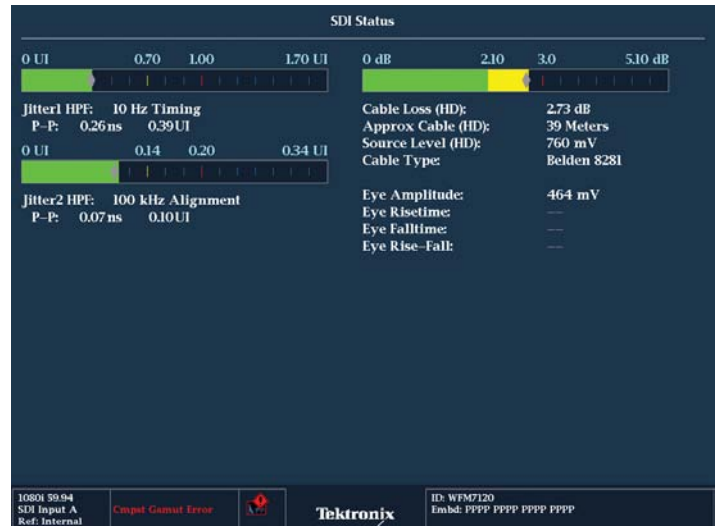 SDI Status
0 UI 0.70 1.00 1.70 UI
Jitter1 HPF: 10 Hz Timing
P–P: 0.26 ns 0.39 UI
0 UI 0.14 0.20 0.34 UI
Jitter2 HPF: 100 kHz Alignment
P–P: 0.07 ns 0.10 UI
0 dB 2.10 3.0 5.10 dB
Cable Loss (HD): 2.73 dB
Approx Cable (HD): 39 Meters
Source Level (HD): 760 mV
Cable Type: Belden 8281
Eye Amplitude: 464 mV
Eye Risetime: ---
Eye Falltime: ---
Eye Rise–Fall: ---
1080i 59.94
SDI Input A
Ref: Internal
Cmpst Gamut Error
Tektronix
ID: WFM7120
Embd: PPPP PPPP PPPP PPPP